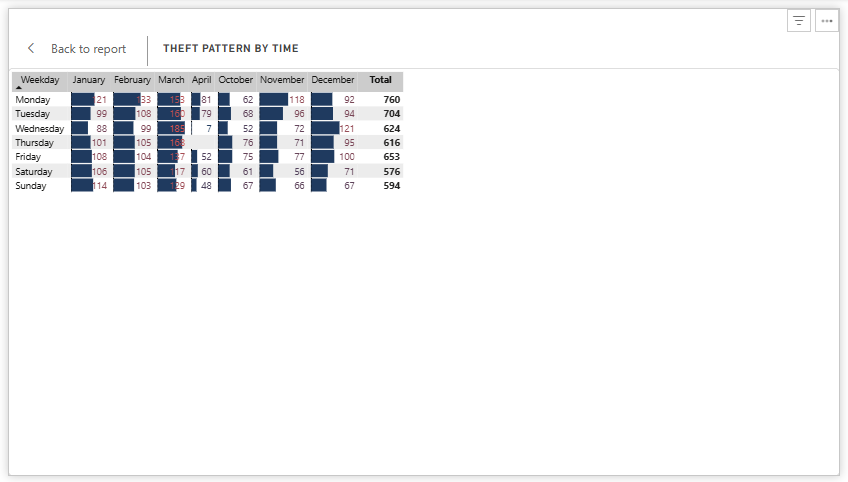 Back to report THEFT PATTERN BY TIME
Weekday January February March April October November December Total
Monday 121 133 153 81 62 118 92 760
Tuesday 99 108 160 79 68 96 94 704
Wednesday 88 99 185 7 52 72 121 624
Thursday 101 105 168 76 71 95 616
Friday 108 104 137 52 75 77 100 653
Saturday 106 105 117 60 61 56 71 576
Sunday 114 103 129 48 67 66 67 594